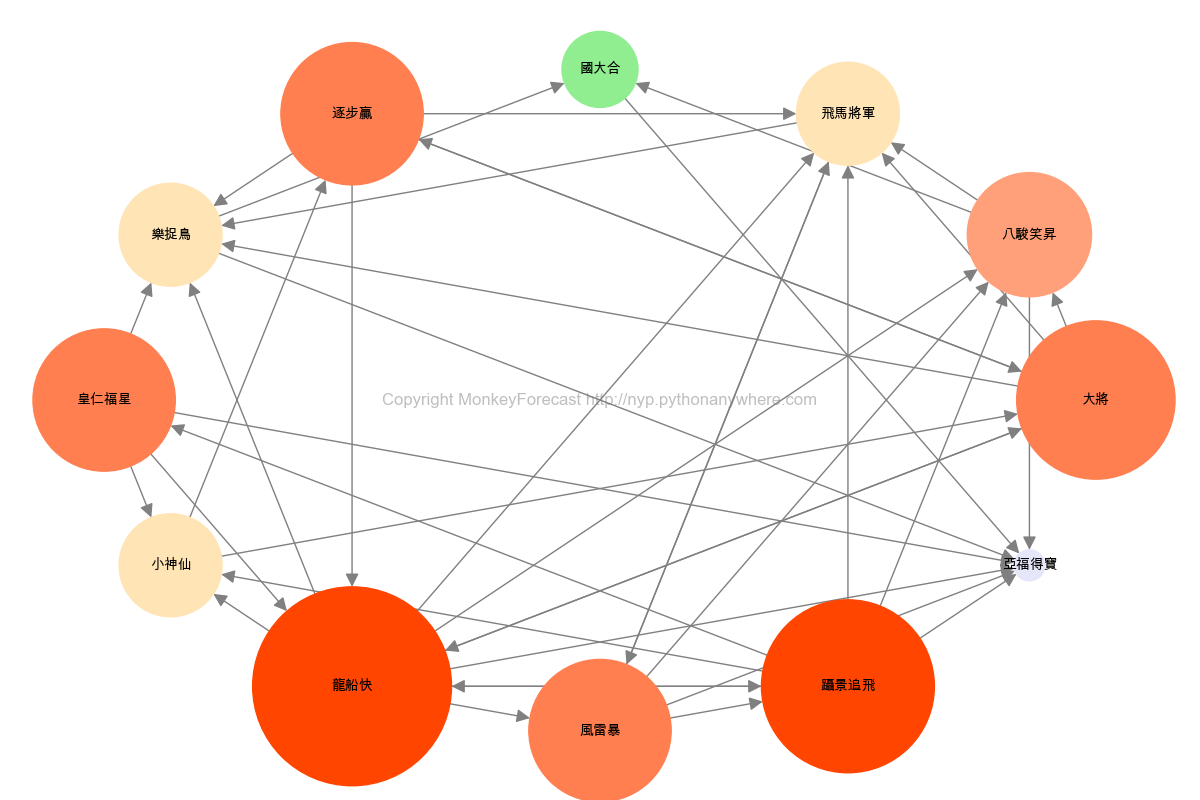 國大合
逐步贏
飛馬將軍
樂捉鳥
八駿笑昇
皇仁福星
Copyright MonkeyForecast http://nyp.pythonanywhere.com
大將
小神仙
亞福得寶
龍船快
躡景追飛
風雷暴